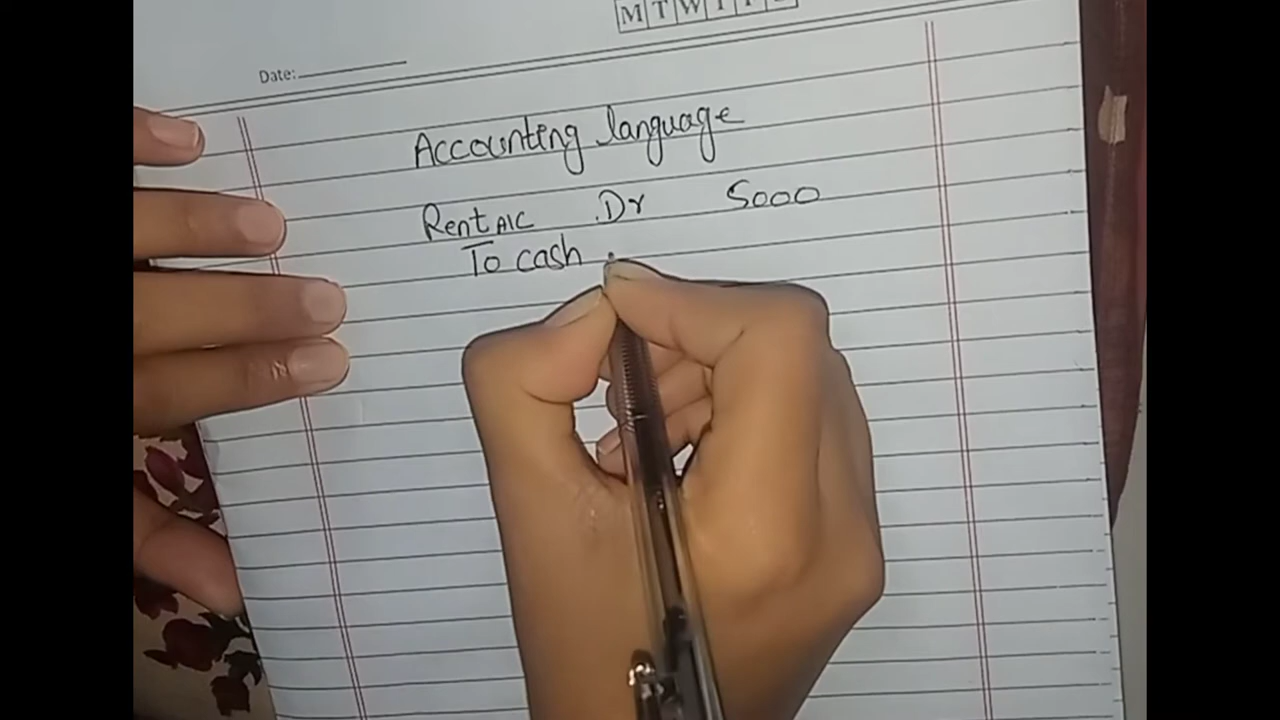 M T W
Date:
Accounting language
Rent A/C Dr 5000
To cash